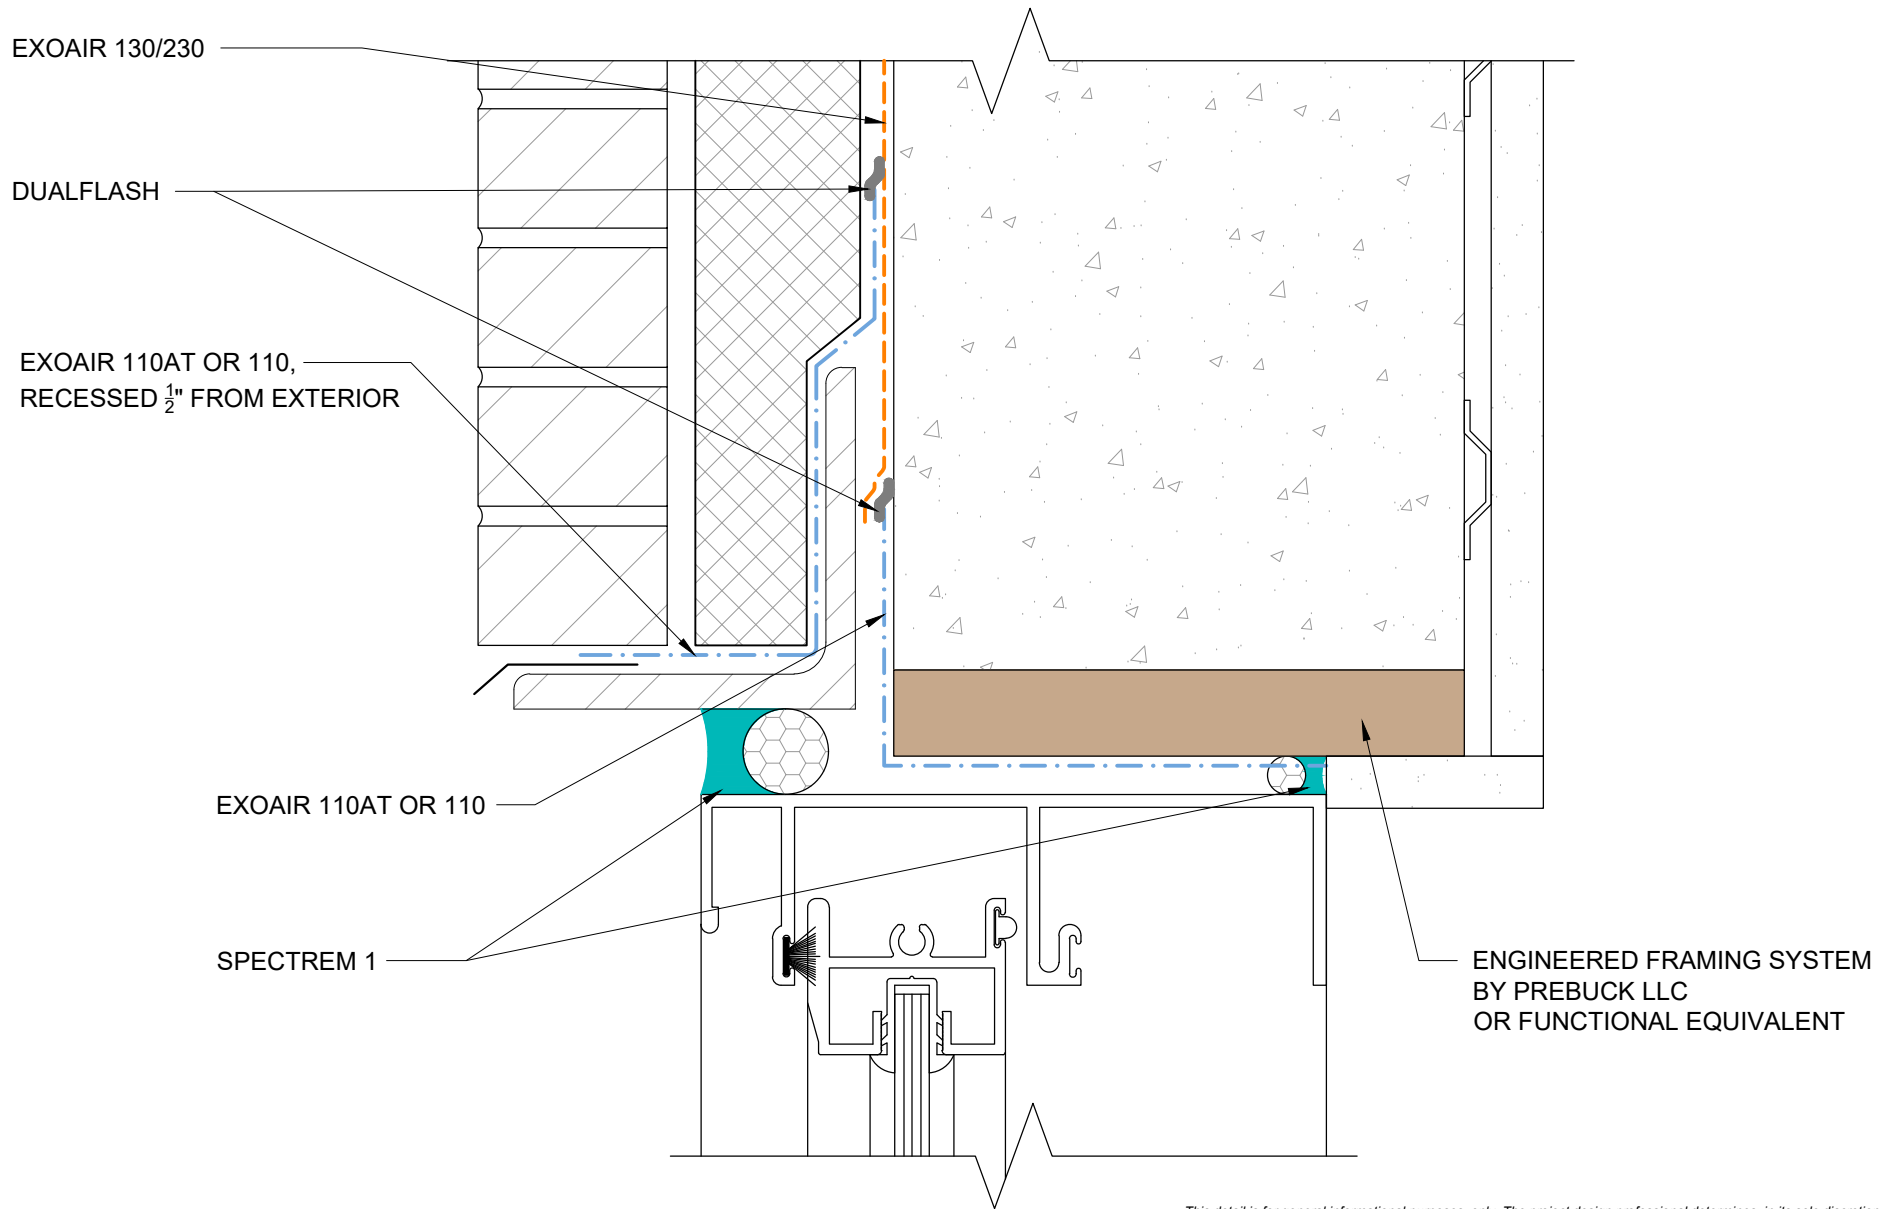 EXOAIR 130/230
DUALFLASH
EXOAIR 110AT OR 110,
RECESSED ½" FROM EXTERIOR
EXOAIR 110AT OR 110
SPECTREM 1
ENGINEERED FRAMING SYSTEM
BY PREBUCK LLC
OR FUNCTIONAL EQUIVALENT